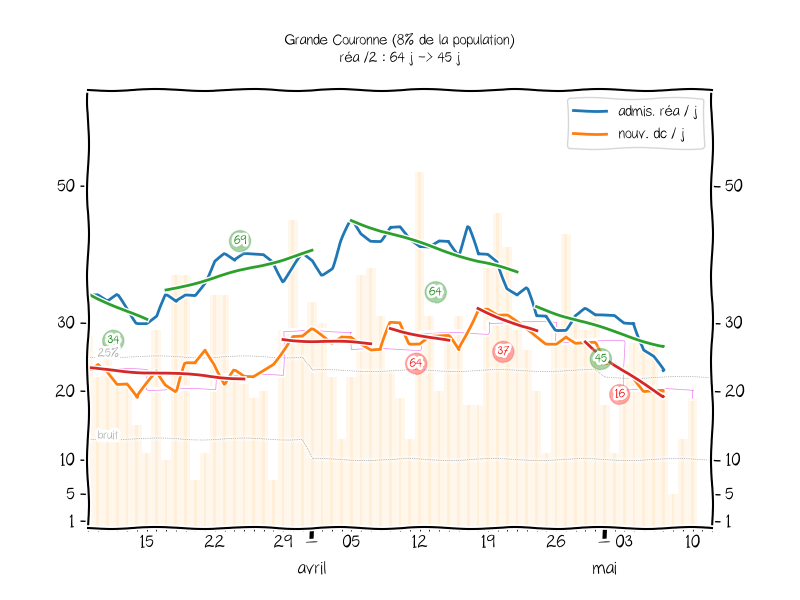 Grande Couronne (8% de la population)
réa /2 : 64 j -> 45 j
admis. réa / j
nouv. dc / j
50
50
69
64
30
30
34
25%
45
37
64
20
20
16
bruit
10
10
5
5
1
1
15 22 29 05 12 19 26 03 10
avril mai